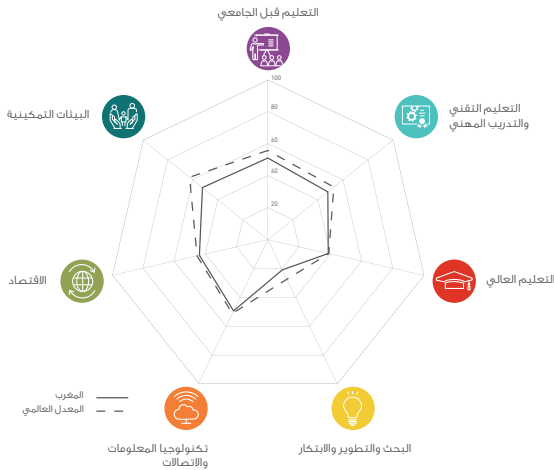 التعليم قبل الجامعي
التعليم التقني
والتدريب المهني
البيئات التمكينية
100
80
60
40
20
التعليم العالي
الاقتصاد
المغرب
المعدل العالمي
البحث والتطوير والابتكار
تكنولوجيا المعلومات
والاتصالات